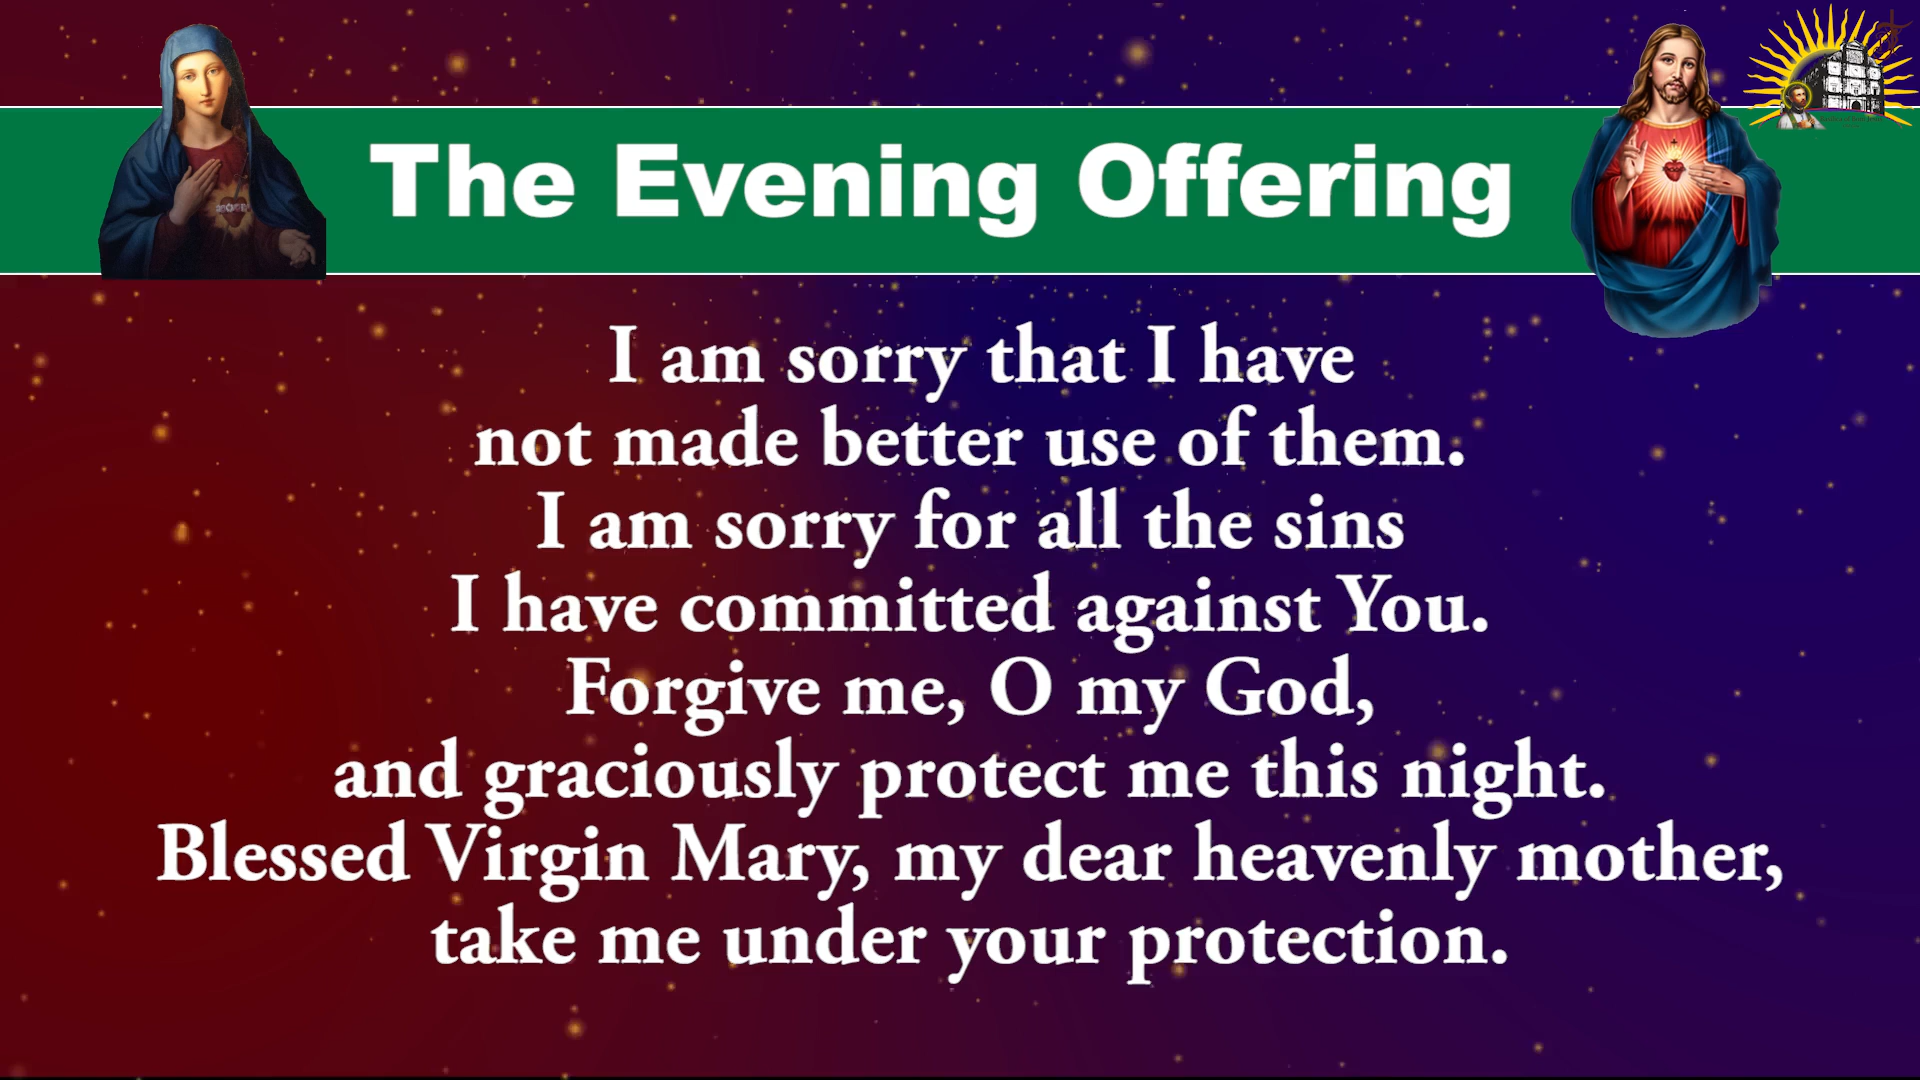 The Evening Offering
I am sorry that I have
not made better use of them.
I am sorry for all the sins
I have committed against You.
Forgive me, O my God,
and graciously protect me this night.
Blessed Virgin Mary, my dear heavenly mother,
take me under your protection.